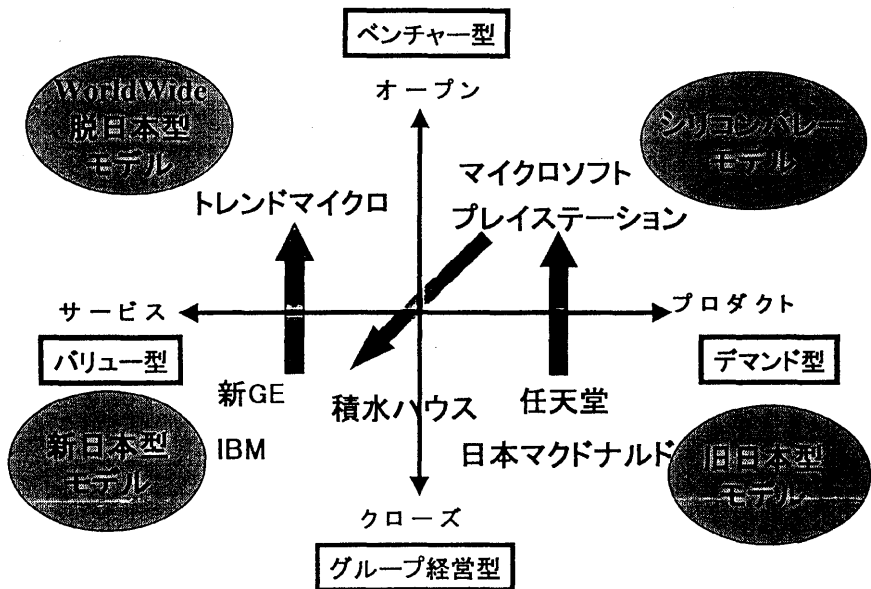 ベンチャー型
オープン
WorldWide
脱日本型
モデル
シリコンバレー
モデル
マイクロソフト
トレンドマイクロ
プレイステーション
サービス
プロダクト
バリュー型
デマンド型
新GE
積水ハウス
任天堂
IBM
日本マクドナルド
新日本型
モデル
旧日本型
モデル
クローズ
グループ経営型